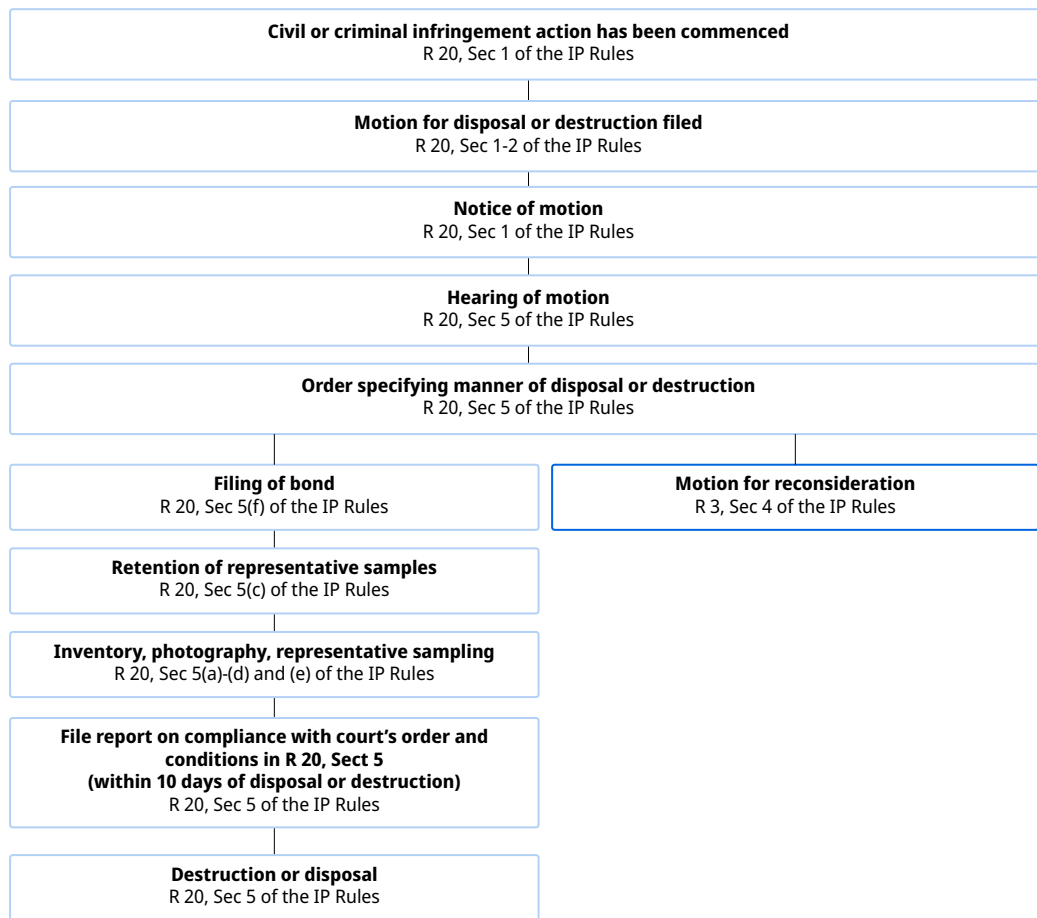 Civil or criminal infringement action has been commenced
R 20, Sec 1 of the IP Rules
Motion for disposal or destruction filed
R 20, Sec 1-2 of the IP Rules
Notice of motion
R 20, Sec 1 of the IP Rules
Hearing of motion
R 20, Sec 5 of the IP Rules
Order specifying manner of disposal or destruction
R 20, Sec 5 of the IP Rules
Filing of bond
R 20, Sec 5(f) of the IP Rules
Motion for reconsideration
R 3, Sec 4 of the IP Rules
Retention of representative samples
R 20, Sec 5(c) of the IP Rules
Inventory, photography, representative sampling
R 20, Sec 5(a)-(d) and (e) of the IP Rules
File report on compliance with court’s order and
conditions in R 20, Sect 5
(within 10 days of disposal or destruction)
R 20, Sec 5 of the IP Rules
Destruction or disposal
R 20, Sec 5 of the IP Rules